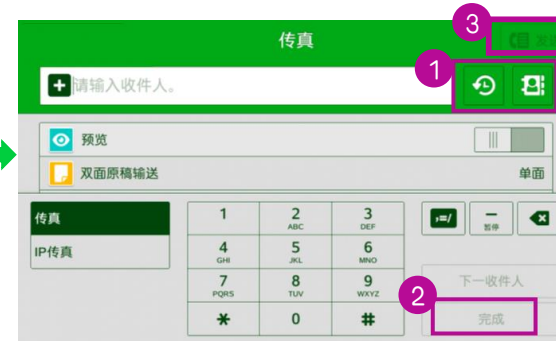 3
传真
1
请输入收件人。
预览
双面原稿输送
单面
传真
IP传真
1
2
ABC
3
DEF
,=/
暂停
4
GHI
5
JKL
6
MNO
7
PQRS
8
TUV
9
WXYZ
下一收件人
2
*
0
#
完成